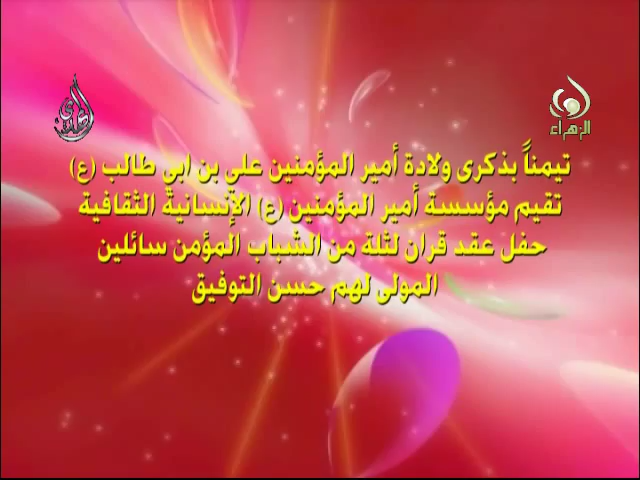 الزهراء
تيمناً بذكرى ولادة أمير المؤمنين علي بن ابي طالب (ع)
تقيم مؤسسة أمير المؤمنين (ع) الإنسانية الثقافية
حفل عقد قران لثلة من الشباب المؤمن سائلين
المولى لهم حسن التوفيق